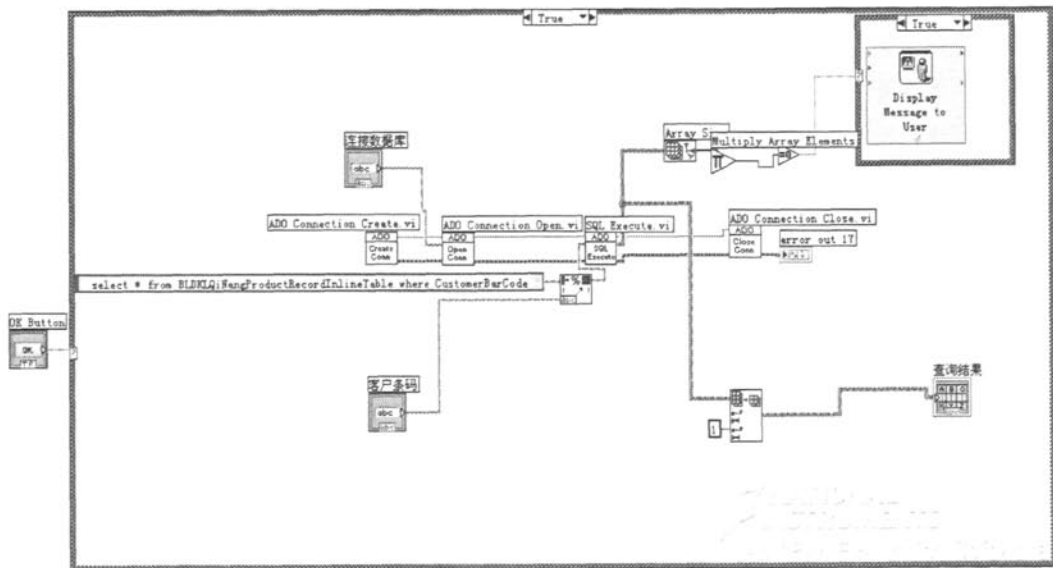 True
True
Display
Message to
User
连接数据库
abc
Array S
Multiply Array Elements
ADO Connection Create.vi
ADO Connection Open.vi
SQL Execute.vi
ADO Connection Close.vi
ADO
Create
Conn
ADO
Open
Conn
ADO
SQL
Execute
ADO
Close
Conn
error out 17
select * from BLDKLQiNangProductRecordInlineTable where CustomerBarCode
OK Button
OK
TF
客户条码
abc
1
查询结果